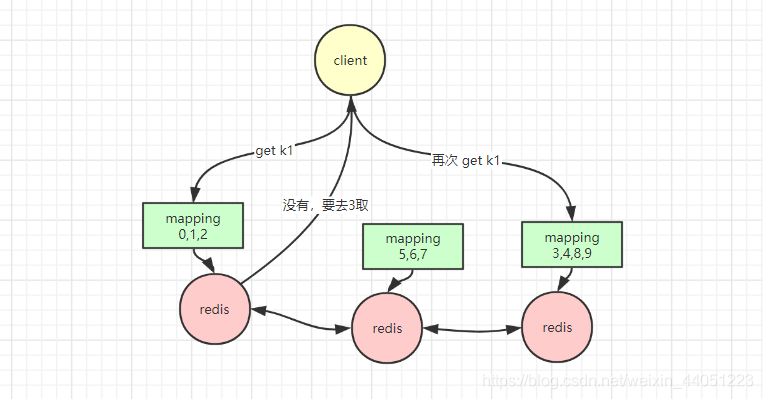 client
get k1
再次 get k1
没有，要去3取
mapping
0,1,2
mapping
5,6,7
mapping
3,4,8,9
redis
redis
redis
https://blog.csdn.net/weixin_44051223